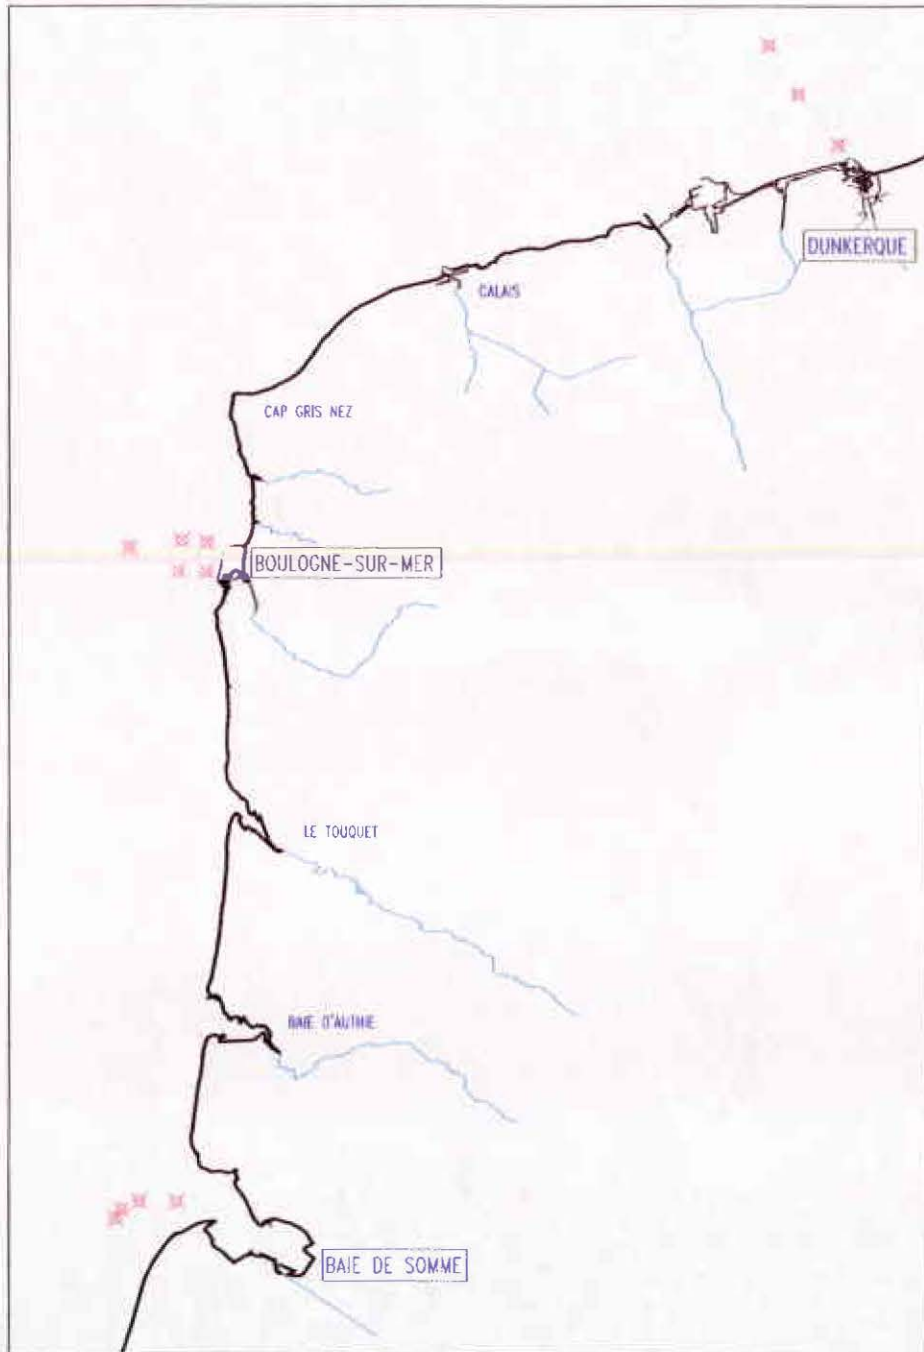 DUNKERQUE
CALAIS
CAP GRIS NEZ
BOULOGNE-SUR-MER
LE TOUQUET
BAIE D'AUTHIE
BAIE DE SOMME